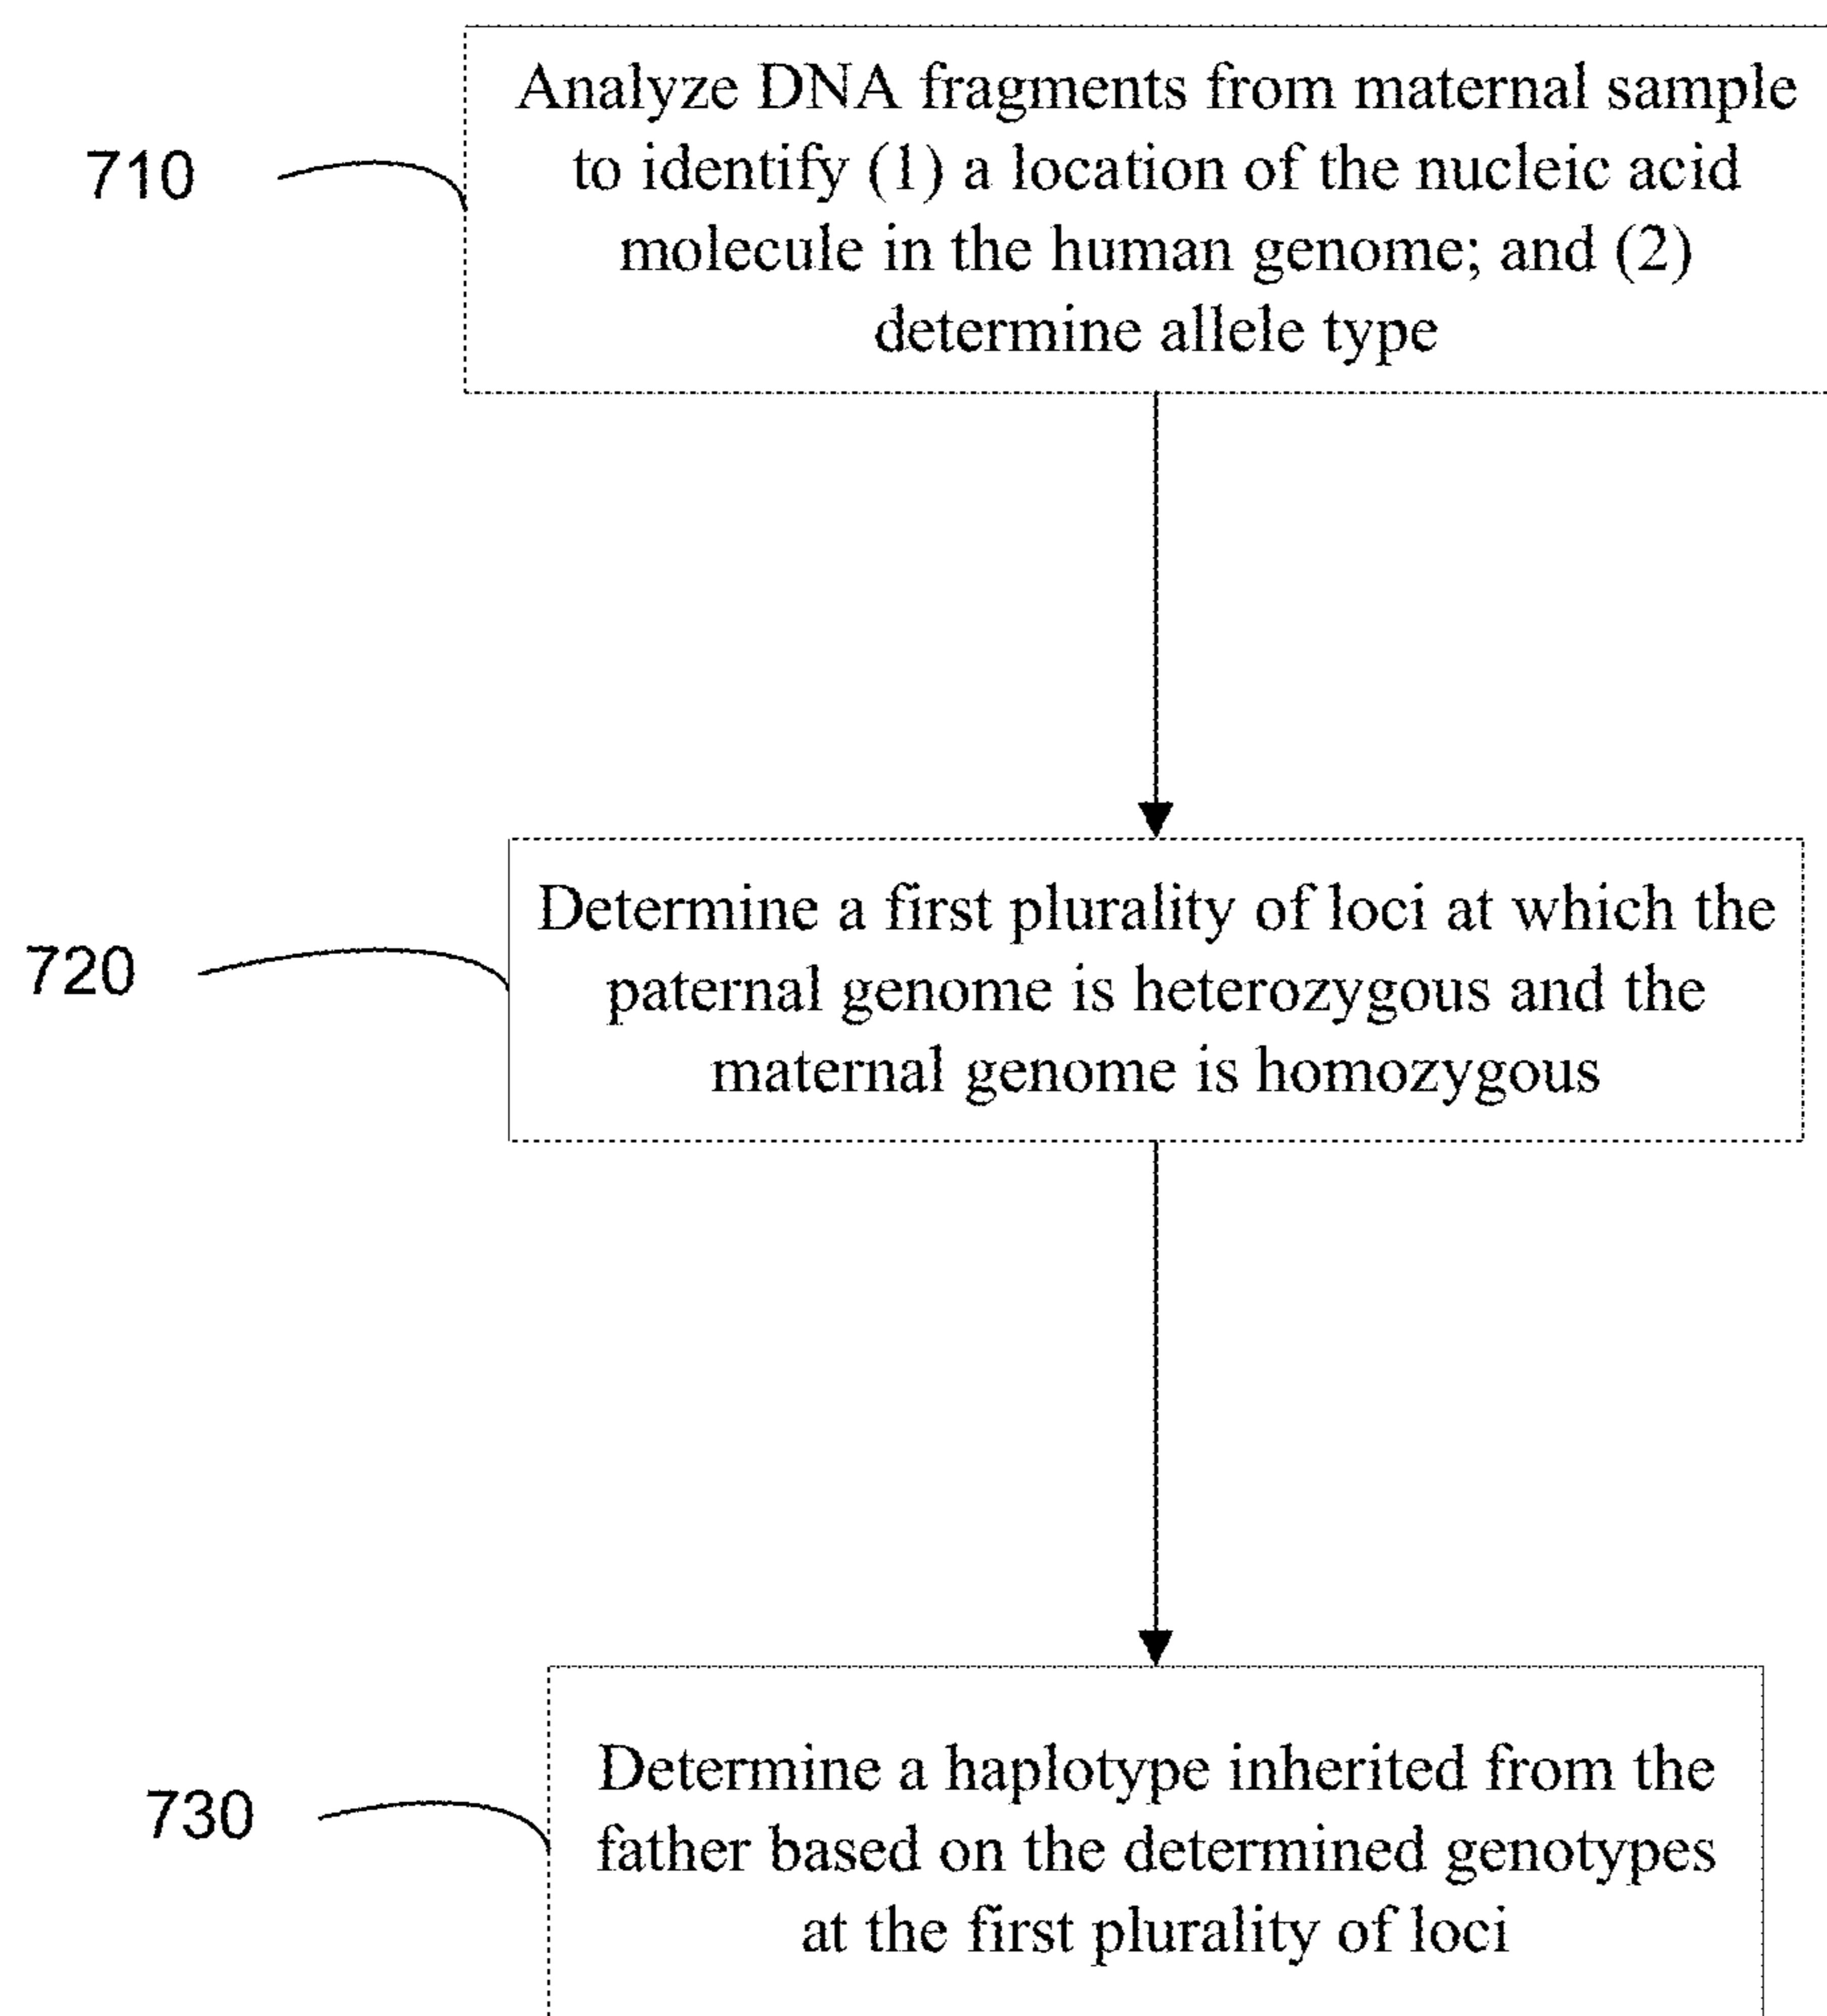 710
Analyze DNA fragments from maternal sample
to identify (1) a location of the nucleic acid
molecule in the human genome; and (2)
determine allele type
720
Determine a first plurality of loci at which the
paternal genome is heterozygous and the
maternal genome is homozygous
730
Determine a haplotype inherited from the
father based on the determined genotypes
at the first plurality of loci